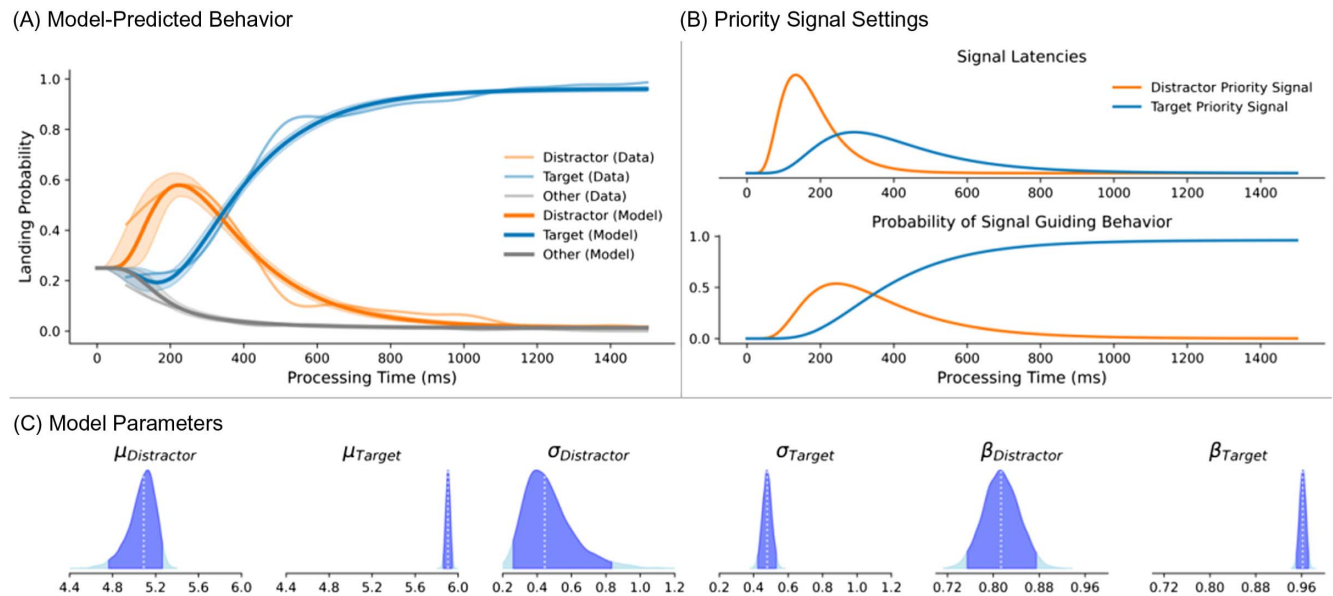 (A) Model-Predicted Behavior
(B) Priority Signal Settings
Landing Probability
1.0
0.8
0.6
0.4
0.2
0.0
Distractor (Data)
Target (Data)
Other (Data)
Distractor (Model)
Target (Model)
Other (Model)
0 200 400 600 800 1000 1200 1400
Processing Time (ms)
Signal Latencies
Distractor Priority Signal
Target Priority Signal
0 200 400 600 800 1000 1200 1400
Probability of Signal Guiding Behavior
1.0
0.5
0.0
0 200 400 600 800 1000 1200 1400
Processing Time (ms)
(C) Model Parameters
μDistractor
μTarget
σDistractor
σTarget
βDistractor
βTarget
4.4 4.8 5.2 5.6 6.0
4.4 4.8 5.2 5.6 6.0
0.2 0.4 0.6 0.8 1.0 1.2
0.2 0.4 0.6 0.8 1.0 1.2
0.72 0.80 0.88 0.96
0.72 0.80 0.88 0.96